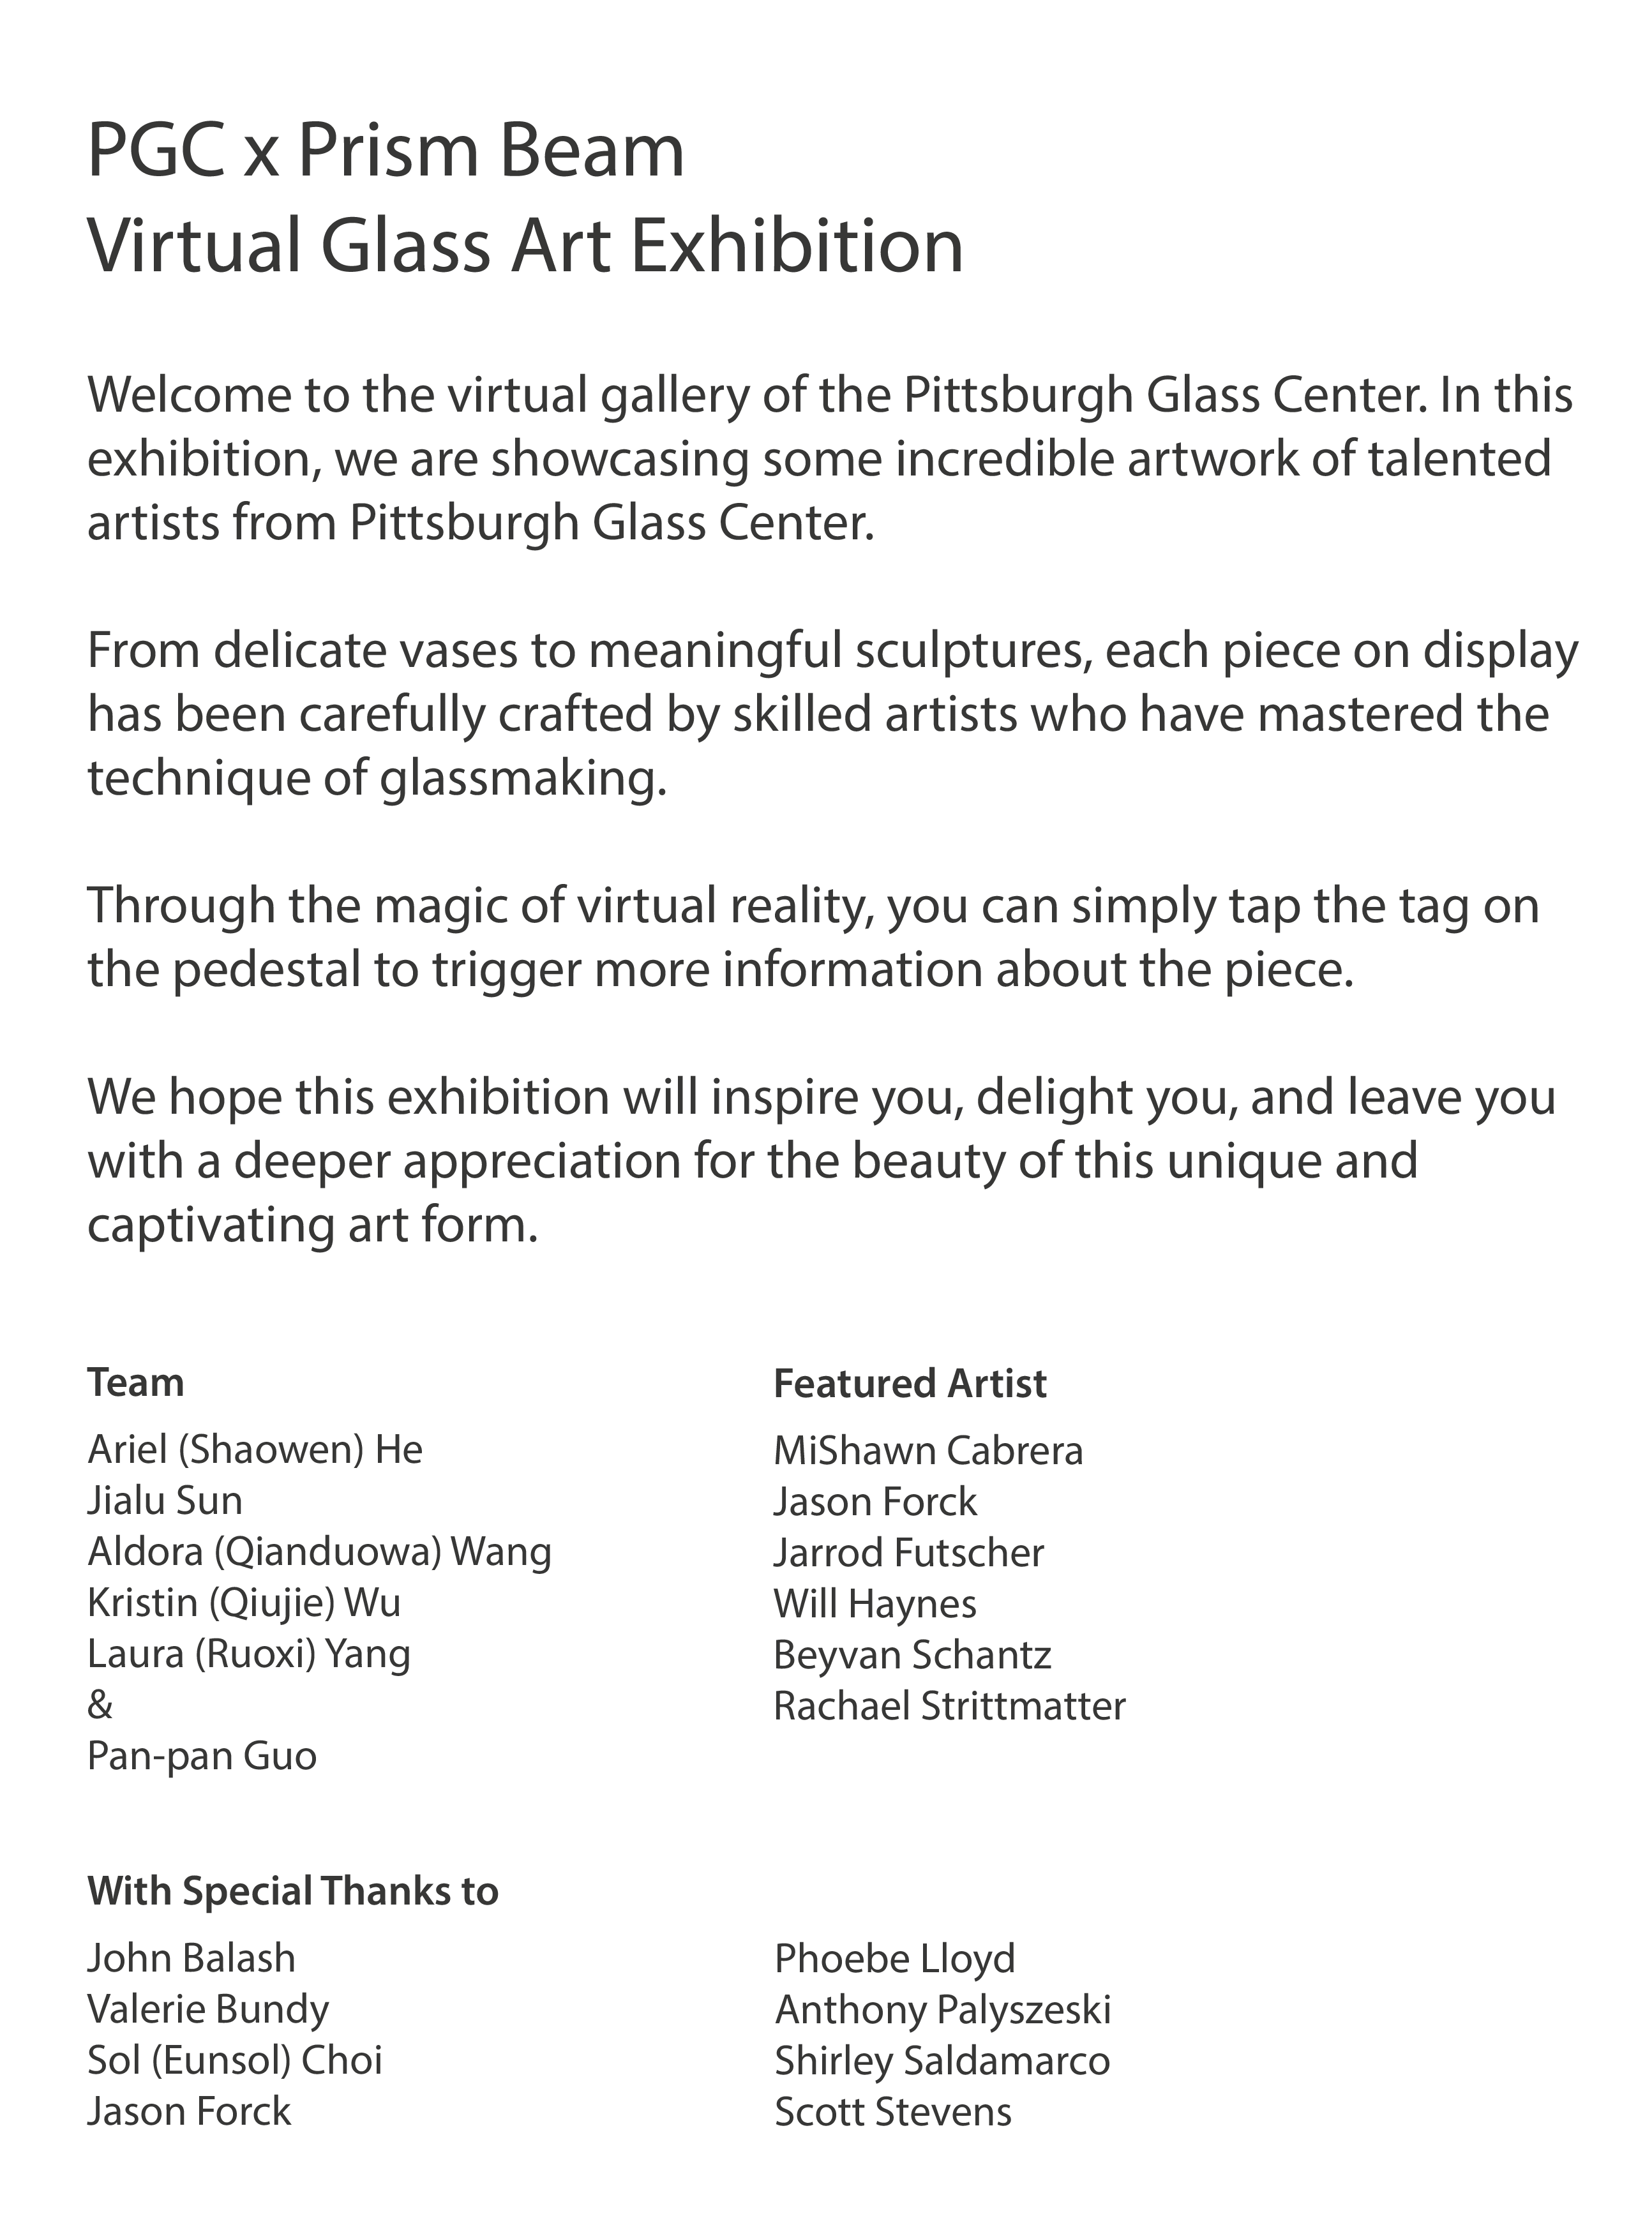 PGC x Prism Beam
Virtual Glass Art Exhibition
Welcome to the virtual gallery of the Pittsburgh Glass Center. In this
exhibition, we are showcasing some incredible artwork of talented
artists from Pittsburgh Glass Center.
From delicate vases to meaningful sculptures, each piece on display
has been carefully crafted by skilled artists who have mastered the
technique of glassmaking.
Through the magic of virtual reality, you can simply tap the tag on
the pedestal to trigger more information about the piece.
We hope this exhibition will inspire you, delight you, and leave you
with a deeper appreciation for the beauty of this unique and
captivating art form.
Team
Ariel (Shaowen) He
Jialu Sun
Aldora (Qianduowa) Wang
Kristin (Qiujie) Wu
Laura (Ruoxi) Yang
&
Pan-pan Guo
Featured Artist
MiShawn Cabrera
Jason Forck
Jarrod Futscher
Will Haynes
Beyvan Schantz
Rachael Strittmatter
With Special Thanks to
John Balash
Valerie Bundy
Sol (Eunsol) Choi
Jason Forck
Phoebe Lloyd
Anthony Palyszeski
Shirley Saldamarco
Scott Stevens